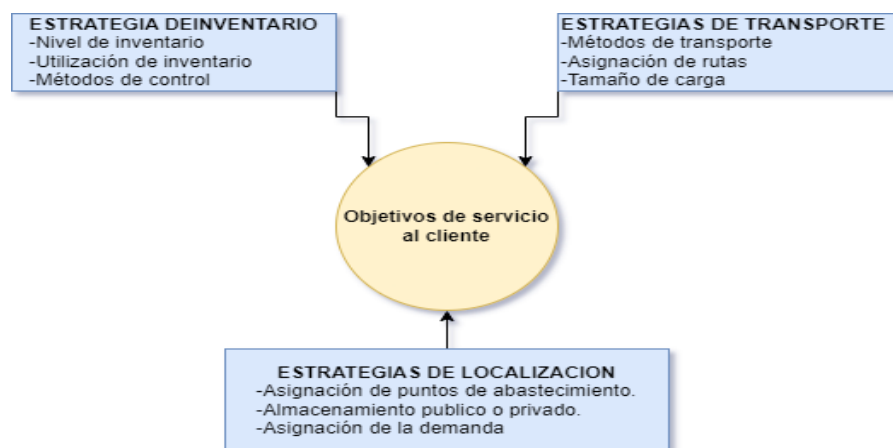 ESTRATEGIA DEINVENTARIO
-Nivel de inventario
-Utilización de inventario
-Métodos de control
ESTRATEGIAS DE TRANSPORTE
-Métodos de transporte
-Asignación de rutas
-Tamaño de carga
Objetivos de servicio
al cliente
ESTRATEGIAS DE LOCALIZACION
-Asignación de puntos de abastecimiento.
-Almacenamiento publico o privado.
-Asignación de la demanda